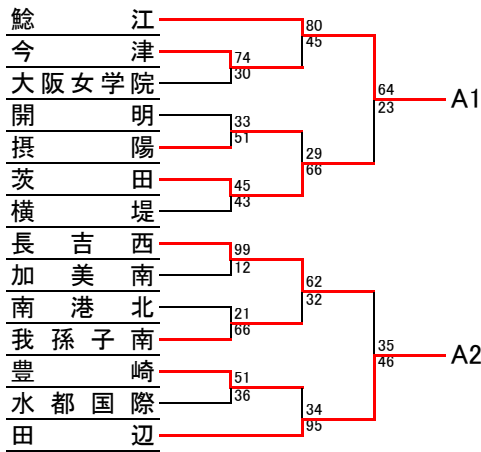 鯰江
80
45
今津
74
30
大阪女学院
64
23
A1
開明
33
51
摂陽
29
66
茨田
45
43
横堤
長吉西
99
12
加美南
62
32
南港北
21
66
我孫子南
35
46
A2
豊崎
51
36
水都国際
34
95
田辺